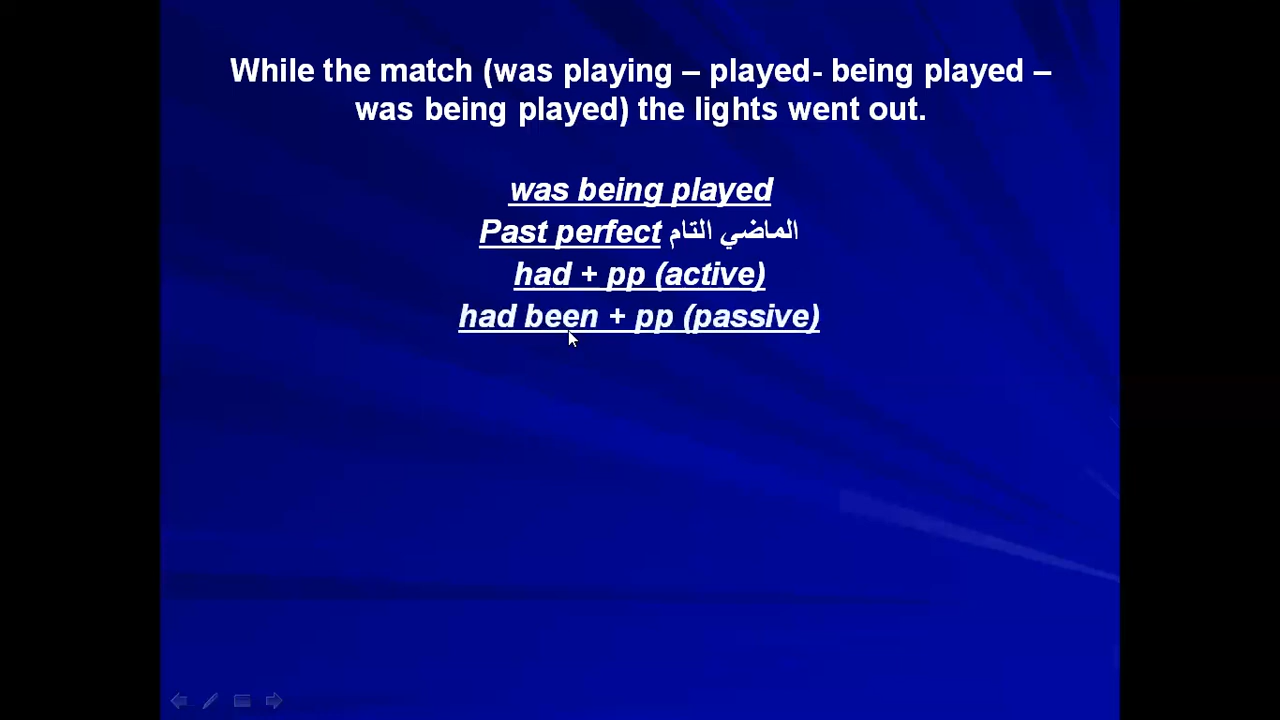 While the match (was playing – played- being played –
was being played) the lights went out.
was being played
Past perfect الماضي التام
had + pp (active)
had been + pp (passive)